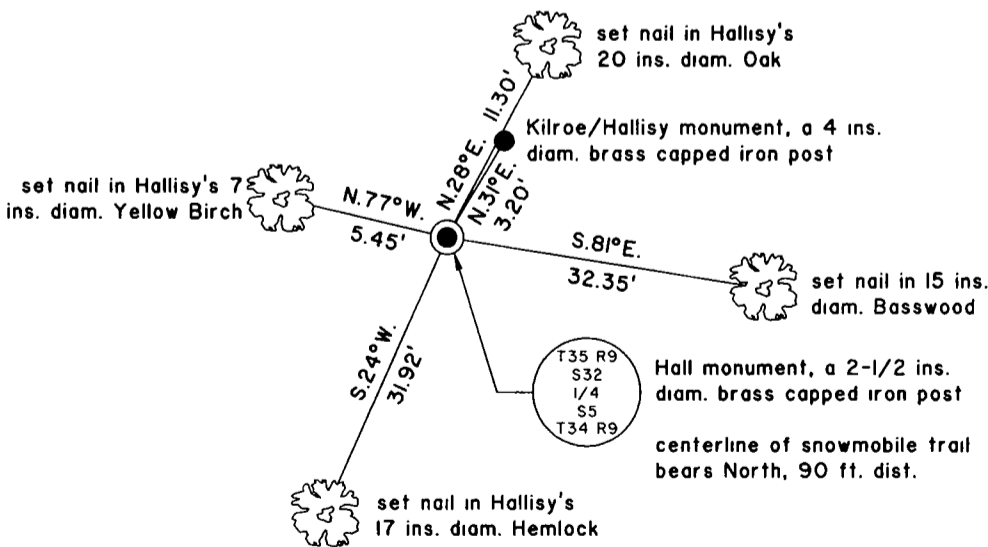 set nail in Hallisy's
20 ins. diam. Oak
11.30'
N.28°E.
Kilroe/Hallisy monument, a 4 ins.
diam. brass capped iron post
N.31°E.
3.20'
set nail in Hallisy's 7
ins. diam. Yellow Birch
N.77°W.
5.45'
S.81°E.
32.35'
set nail in 15 ins.
diam. Basswood
S.24°W.
31.92'
T35 R9
S32
1/4
S5
T34 R9
Hall monument, a 2-1/2 ins.
diam. brass capped iron post
centerline of snowmobile trail
bears North, 90 ft. dist.
set nail in Hallisy's
17 ins. diam. Hemlock